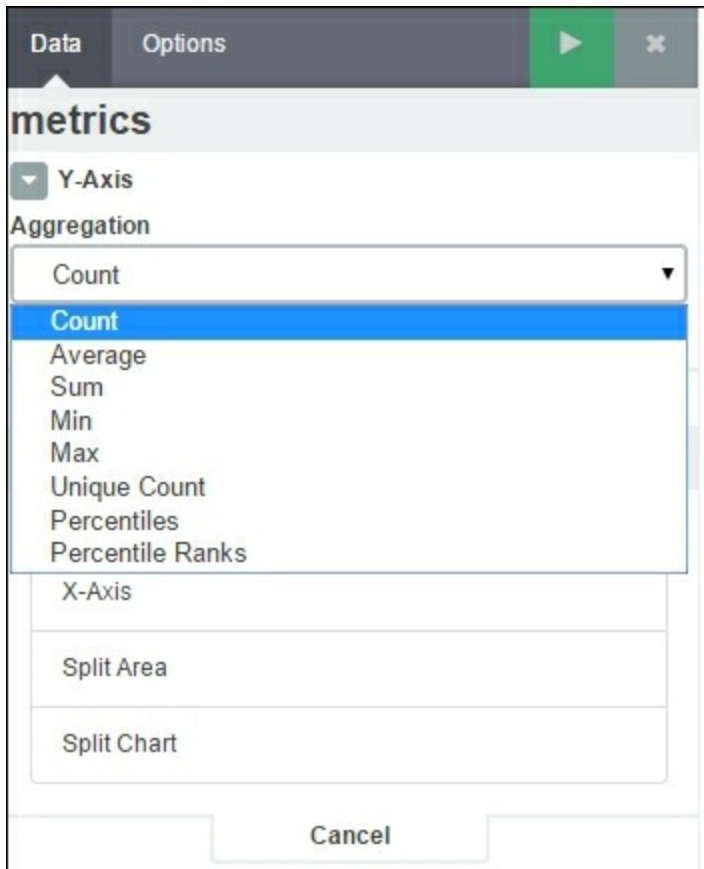 Data Options
metrics
Y-Axis
Aggregation
Count
Count
Average
Sum
Min
Max
Unique Count
Percentiles
Percentile Ranks
X-Axis
Split Area
Split Chart
Cancel